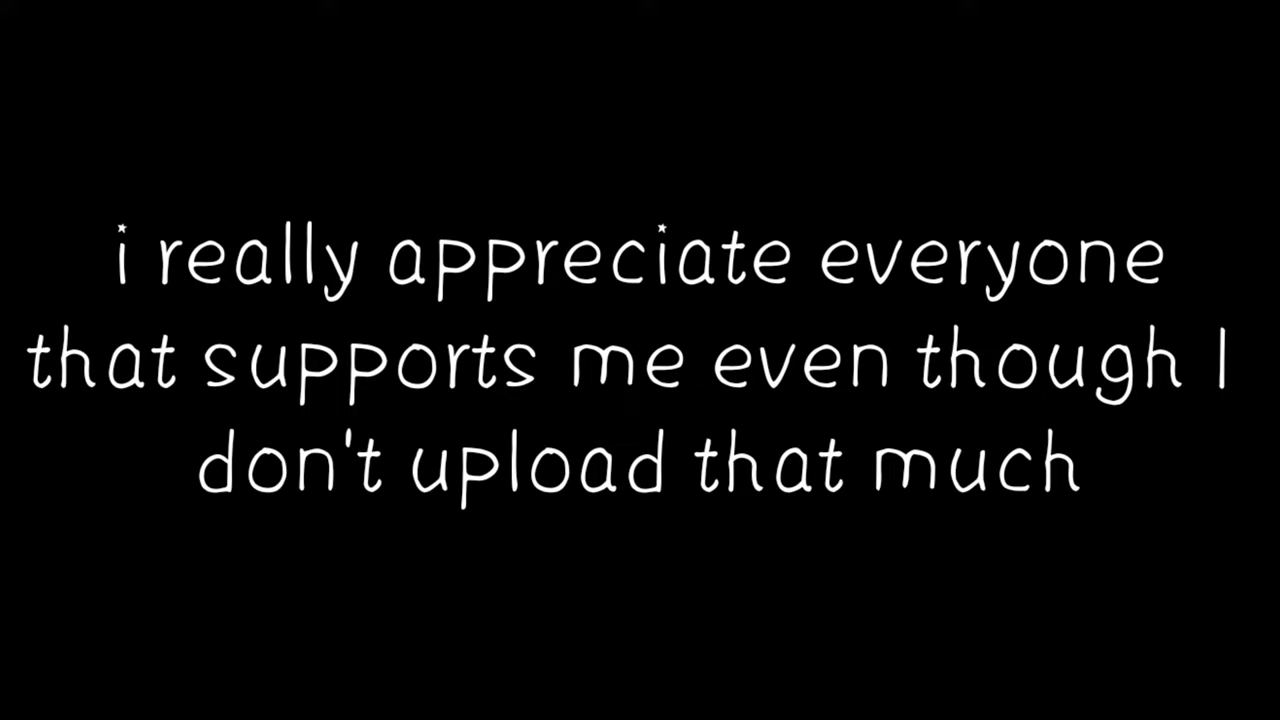 i really appreciate everyone
that supports me even though I
don't upload that much